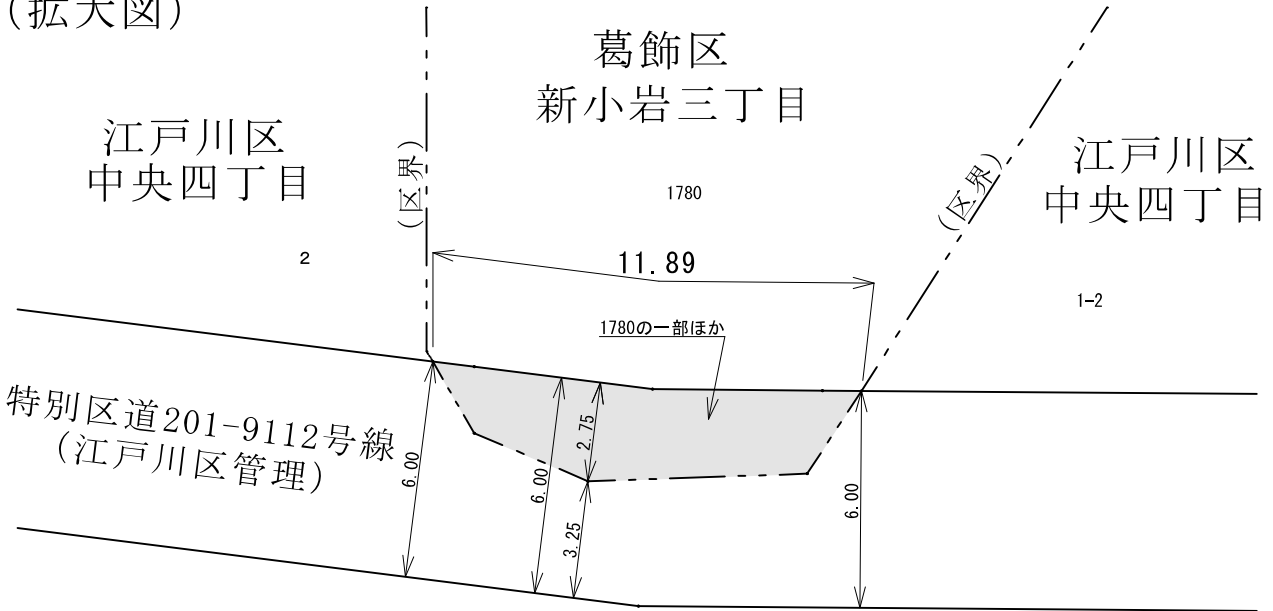 (拡大図)
葛飾区
新小岩三丁目
江戸川区
中央四丁目
(区界)
1780
(区界)
江戸川区
中央四丁目
2
11.89
1-2
1780の一部ほか
特別区道201-9112号線
(江戸川区管理)
6.00
6.00
2.75
3.25
6.00